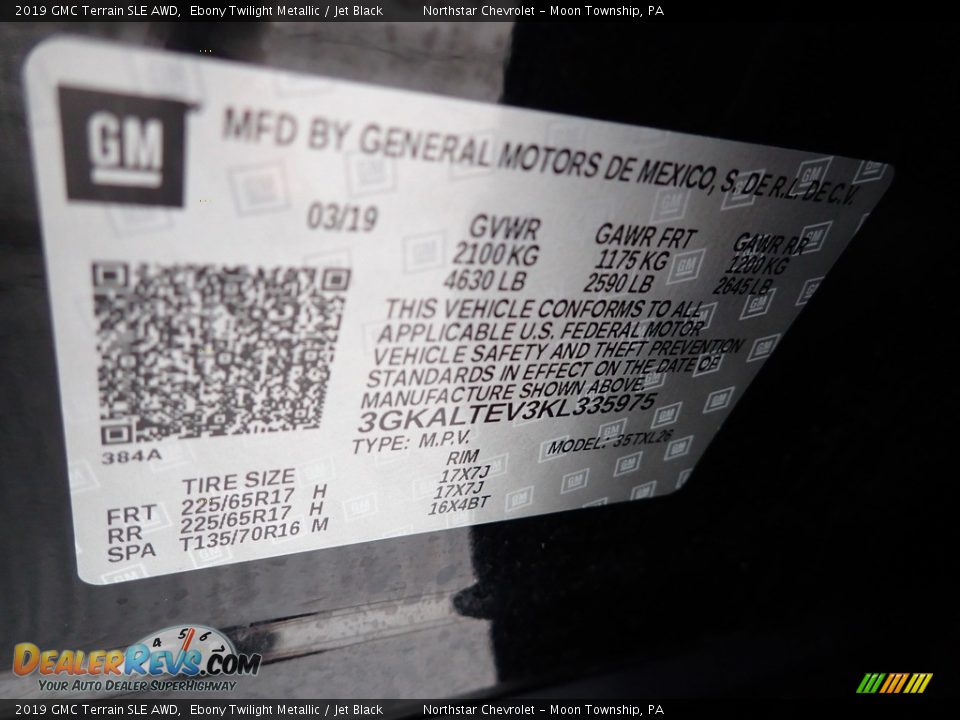 2019 GMC Terrain SLE AWD, Ebony Twilight Metallic / Jet Black Northstar Chevrolet – Moon Township, PA
GM
MFD BY GENERAL MOTORS DE MEXICO, S. DE R.L. DE C.V.
03/19 GVWR GAWR FRT GAWR RR
2100 KG 1175 KG 1200 KG
4630 LB 2590 LB 2645 LB
THIS VEHICLE CONFORMS TO ALL
APPLICABLE U.S. FEDERAL MOTOR
VEHICLE SAFETY AND THEFT PREVENTION
STANDARDS IN EFFECT ON THE DATE OF
MANUFACTURE SHOWN ABOVE.
3GKALTEV3KL335975
TYPE: M.P.V. MODEL: 35TXL26
384A
TIRE SIZE RIM
FRT 225/65R17 H 17X7J
RR 225/65R17 H 17X7J
SPA T135/70R16 M 16X4BT
4 5 6
DEALERREVS.COM
YOUR AUTO DEALER SUPERHIGHWAY
2019 GMC Terrain SLE AWD, Ebony Twilight Metallic / Jet Black Northstar Chevrolet – Moon Township, PA